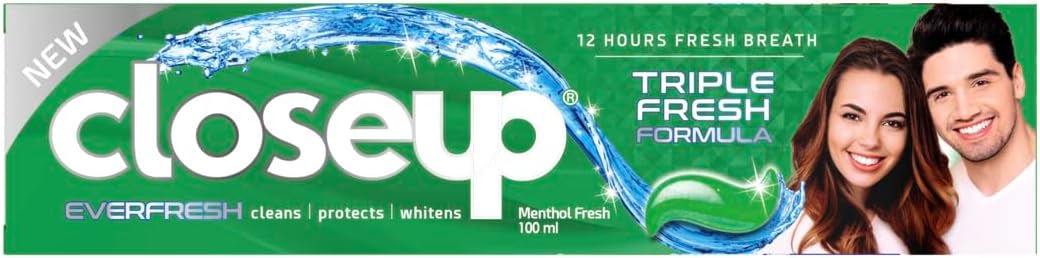 NEW
closeup®
EVERFRESH cleans | protects | whitens
Menthol Fresh
100 ml
12 HOURS FRESH BREATH
TRIPLE
FRESH
FORMULA